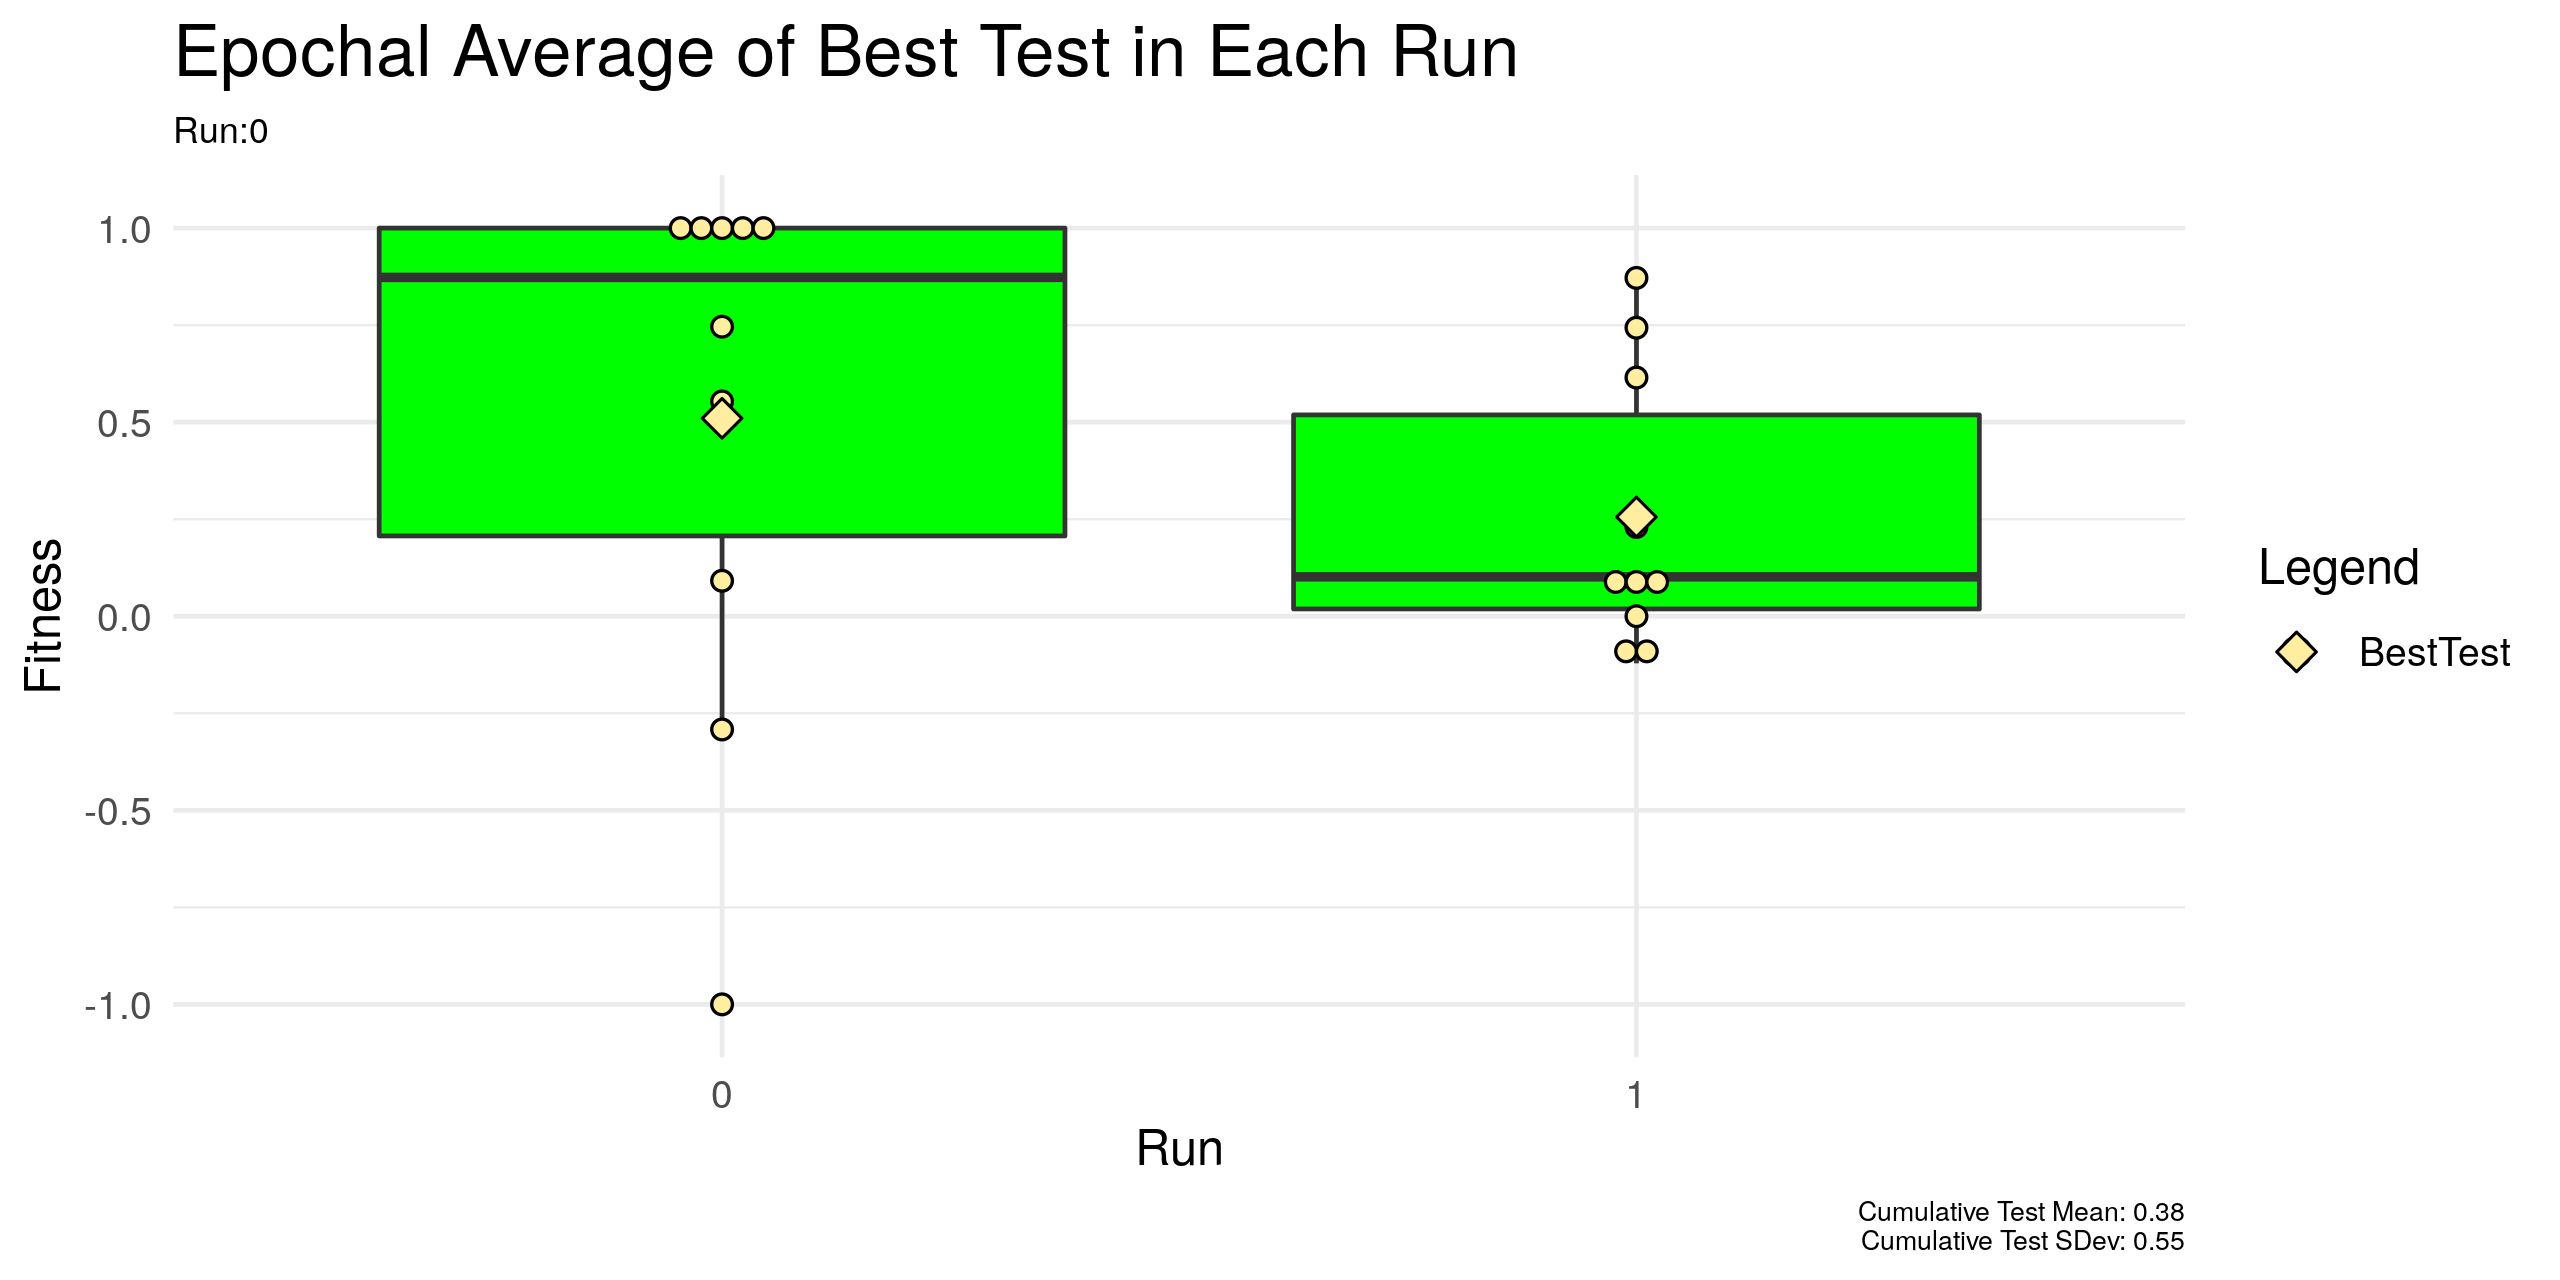 Epochal Average of Best Test in Each Run
Run:0
1.0
0.5
0.0
-0.5
-1.0
Fitness
0
1
Run
Legend
BestTest
Cumulative Test Mean: 0.38
Cumulative Test SDev: 0.55